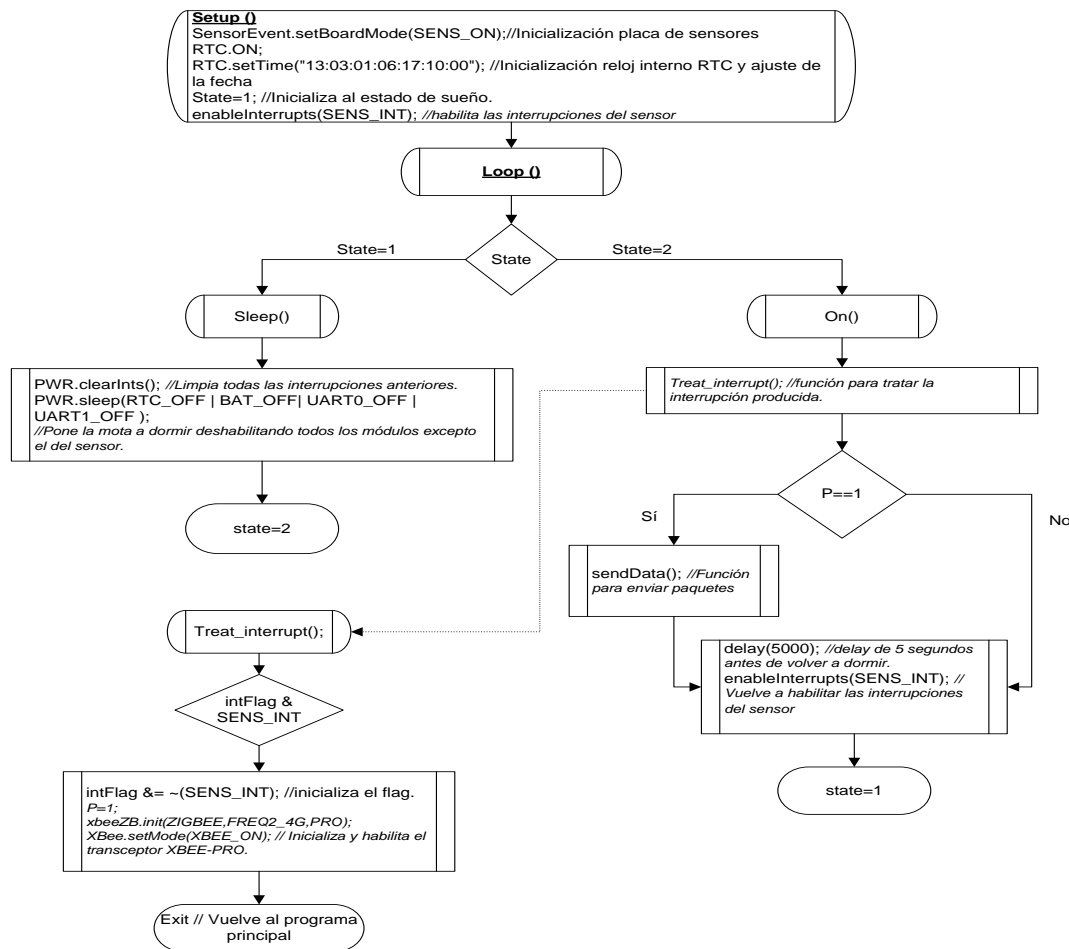 Setup ()
SensorEvent.setBoardMode(SENS_ON);//Inicialización placa de sensores
RTC.ON;
RTC.setTime("13:03:01:06:17:10:00"); //Inicialización reloj interno RTC y ajuste de
la fecha
State=1; //Inicializa al estado de sueño.
enableInterrupts(SENS_INT); //habilita las interrupciones del sensor
Loop ()
State=1
State
State=2
Sleep()
On()
PWR.clearInts(); //Limpia todas las interrupciones anteriores.
PWR.sleep(RTC_OFF | BAT_OFF| UART0_OFF |
UART1_OFF );
//Pone la mota a dormir deshabilitando todos los módulos excepto
el del sensor.
Treat_interrupt(); //función para tratar la
interrupción producida.
state=2
P==1
Sí
No
sendData(); //Función
para enviar paquetes
Treat_interrupt();
delay(5000); //delay de 5 segundos
antes de volver a dormir.
enableInterrupts(SENS_INT); //
Vuelve a habilitar las interrupciones
del sensor
intFlag &
SENS_INT
state=1
intFlag &= ~(SENS_INT); //inicializa el flag.
P=1;
xbeeZB.init(ZIGBEE,FREQ2_4G,PRO);
XBee.setMode(XBEE_ON); // Inicializa y habilita el
transceptor XBEE-PRO.
Exit // Vuelve al programa
principal